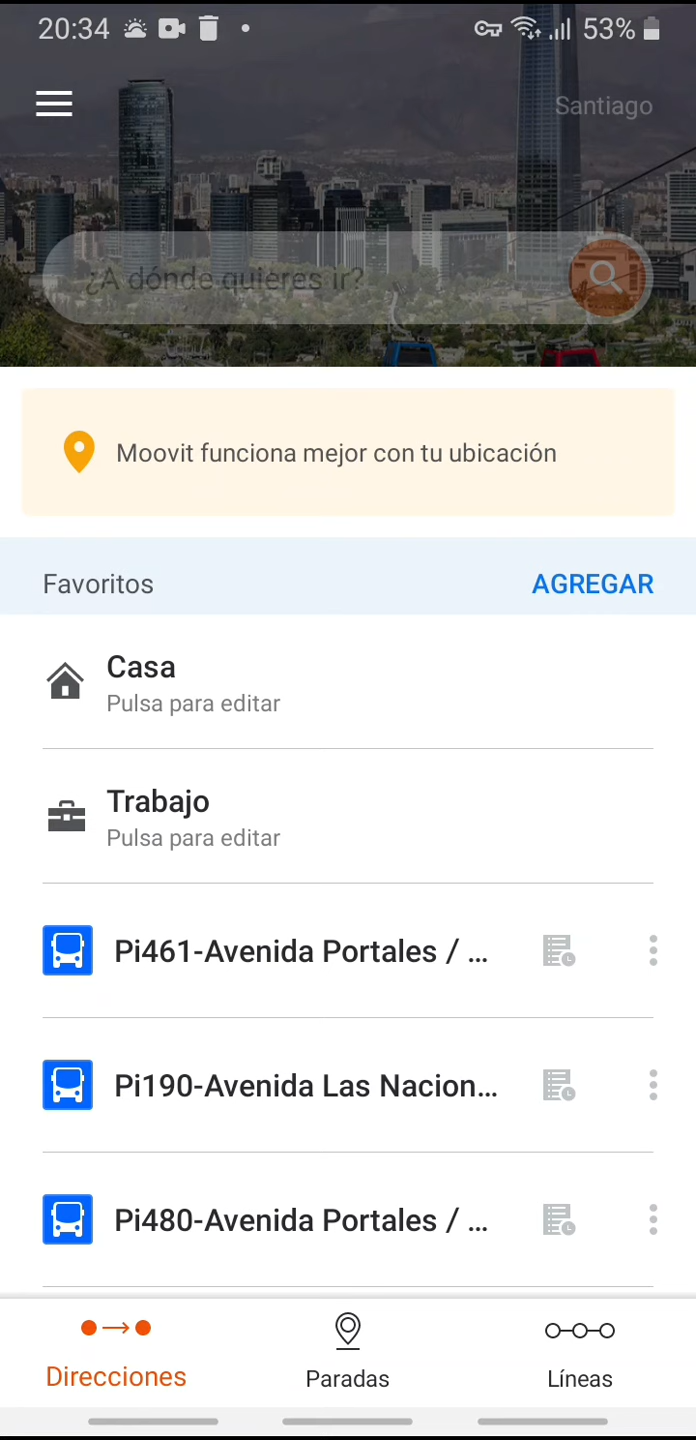 20:34 53%
Santiago
¿A dónde quieres ir?
Moovit funciona mejor con tu ubicación
Favoritos AGREGAR
Casa
Pulsa para editar
Trabajo
Pulsa para editar
Pi461-Avenida Portales / ...
Pi190-Avenida Las Nacion...
Pi480-Avenida Portales / ...
Direcciones Paradas Líneas